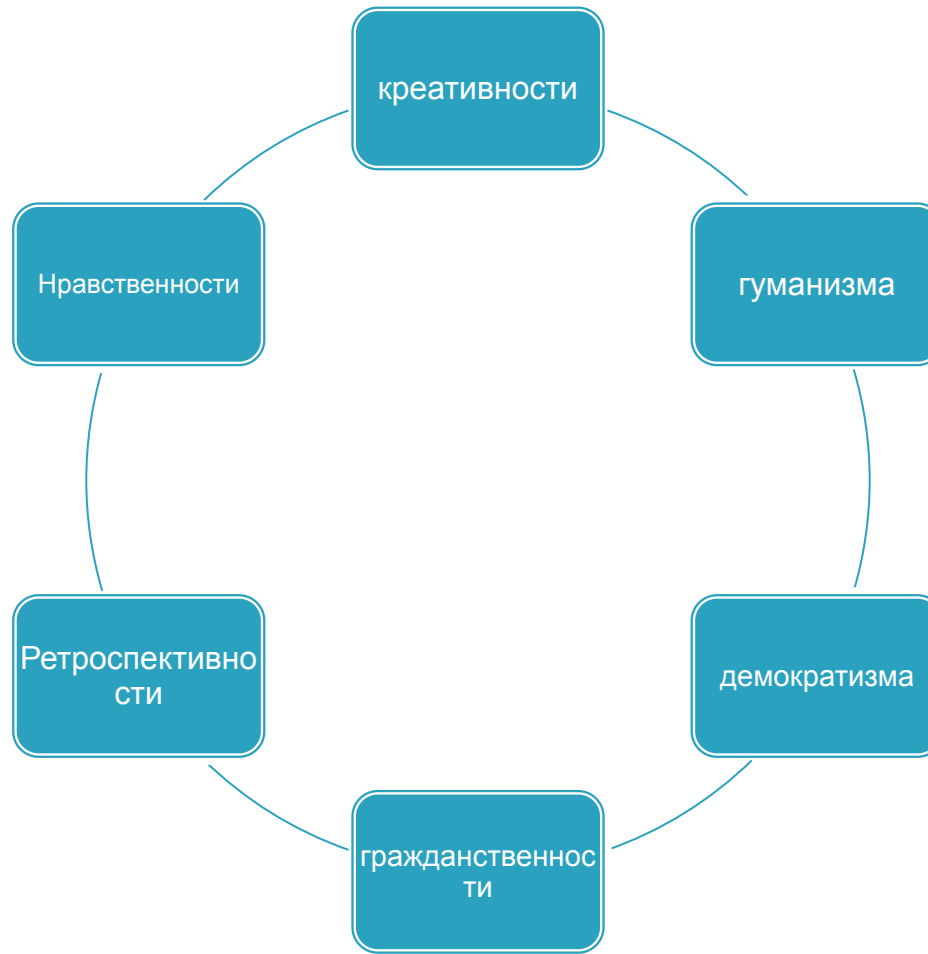 креативности
гуманизма
демократизма
гражданственнос
ти
Ретроспективно
сти
Нравственности